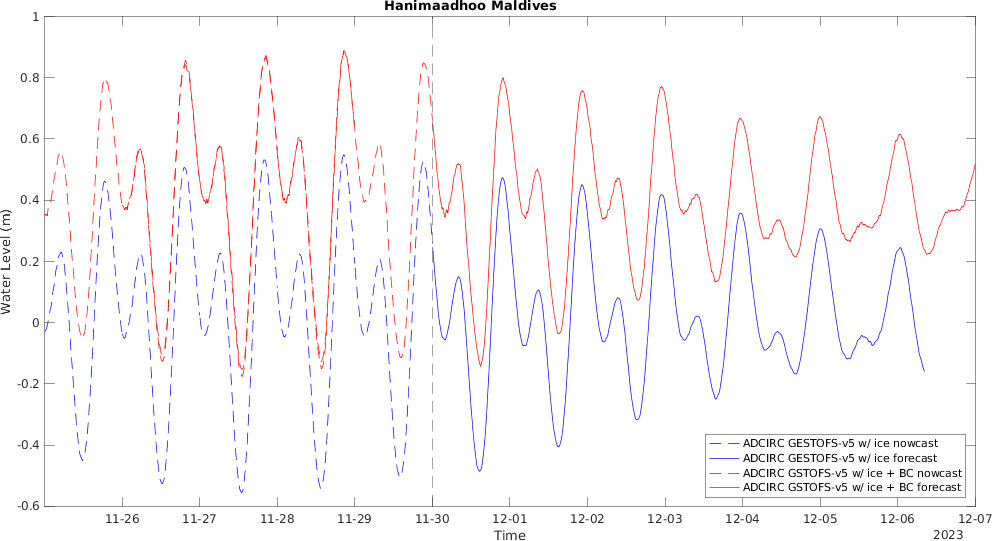 Hanimaadhoo Maldives
Water Level (m)
1
0.8
0.6
0.4
0.2
0
-0.2
-0.4
-0.6
ADCIRC GESTOFS-v5 w/ ice nowcast
ADCIRC GESTOFS-v5 w/ ice forecast
ADCIRC GSTOFS-v5 w/ ice + BC nowcast
ADCIRC GSTOFS-v5 w/ ice + BC forecast
11-26 11-27 11-28 11-29 11-30 12-01 12-02 12-03 12-04 12-05 12-06 12-07
Time
2023